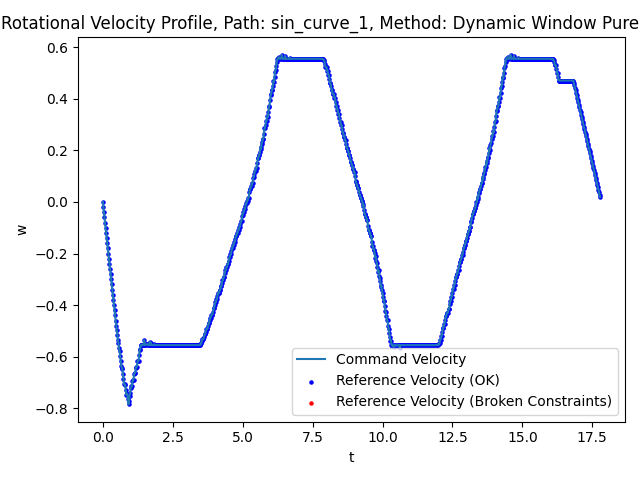 Rotational Velocity Profile, Path: sin_curve_1, Method: Dynamic Window Pure
0.6
0.4
0.2
0.0
−0.2
−0.4
−0.6
−0.8
w
Command Velocity
Reference Velocity (OK)
Reference Velocity (Broken Constraints)
0.0 2.5 5.0 7.5 10.0 12.5 15.0 17.5
t